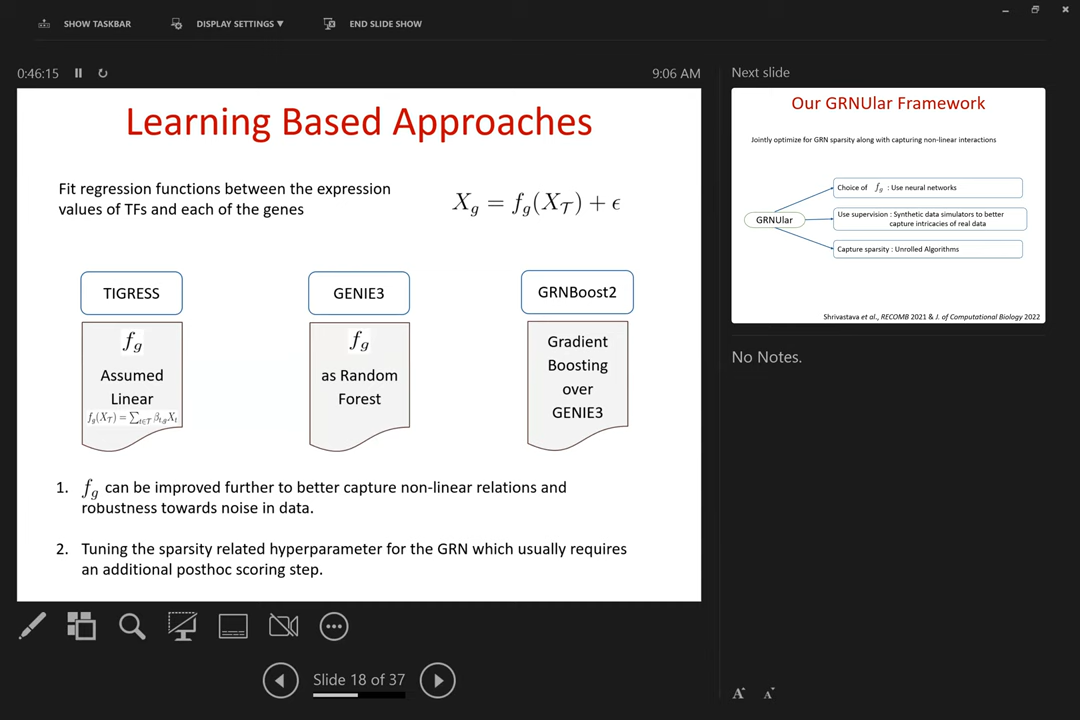 SHOW TASKBAR
DISPLAY SETTINGS ▼
END SLIDE SHOW
0:46:15
9:06 AM
Learning Based Approaches
Fit regression functions between the expression
values of TFs and each of the genes
X_g = f_g(X_𝒯) + ϵ
TIGRESS
f_g
Assumed
Linear
f_g(X_𝒯) = ∑_{t∈𝒯} β_{t,g}X_t
GENIE3
f_g
as Random
Forest
GRNBoost2
Gradient
Boosting
over
GENIE3
1. f_g can be improved further to better capture non-linear relations and
robustness towards noise in data.
2. Tuning the sparsity related hyperparameter for the GRN which usually requires
an additional posthoc scoring step.
Slide 18 of 37
Next slide
Our GRNUlar Framework
Jointly optimize for GRN sparsity along with capturing non-linear interactions
GRNUlar
Choice of f_g : Use neural networks
Use supervision : Synthetic data simulators to better
capture intricacies of real data
Capture sparsity : Unrolled Algorithms
Shrivastava et al., RECOMB 2021 & J. of Computational Biology 2022
No Notes.
A A